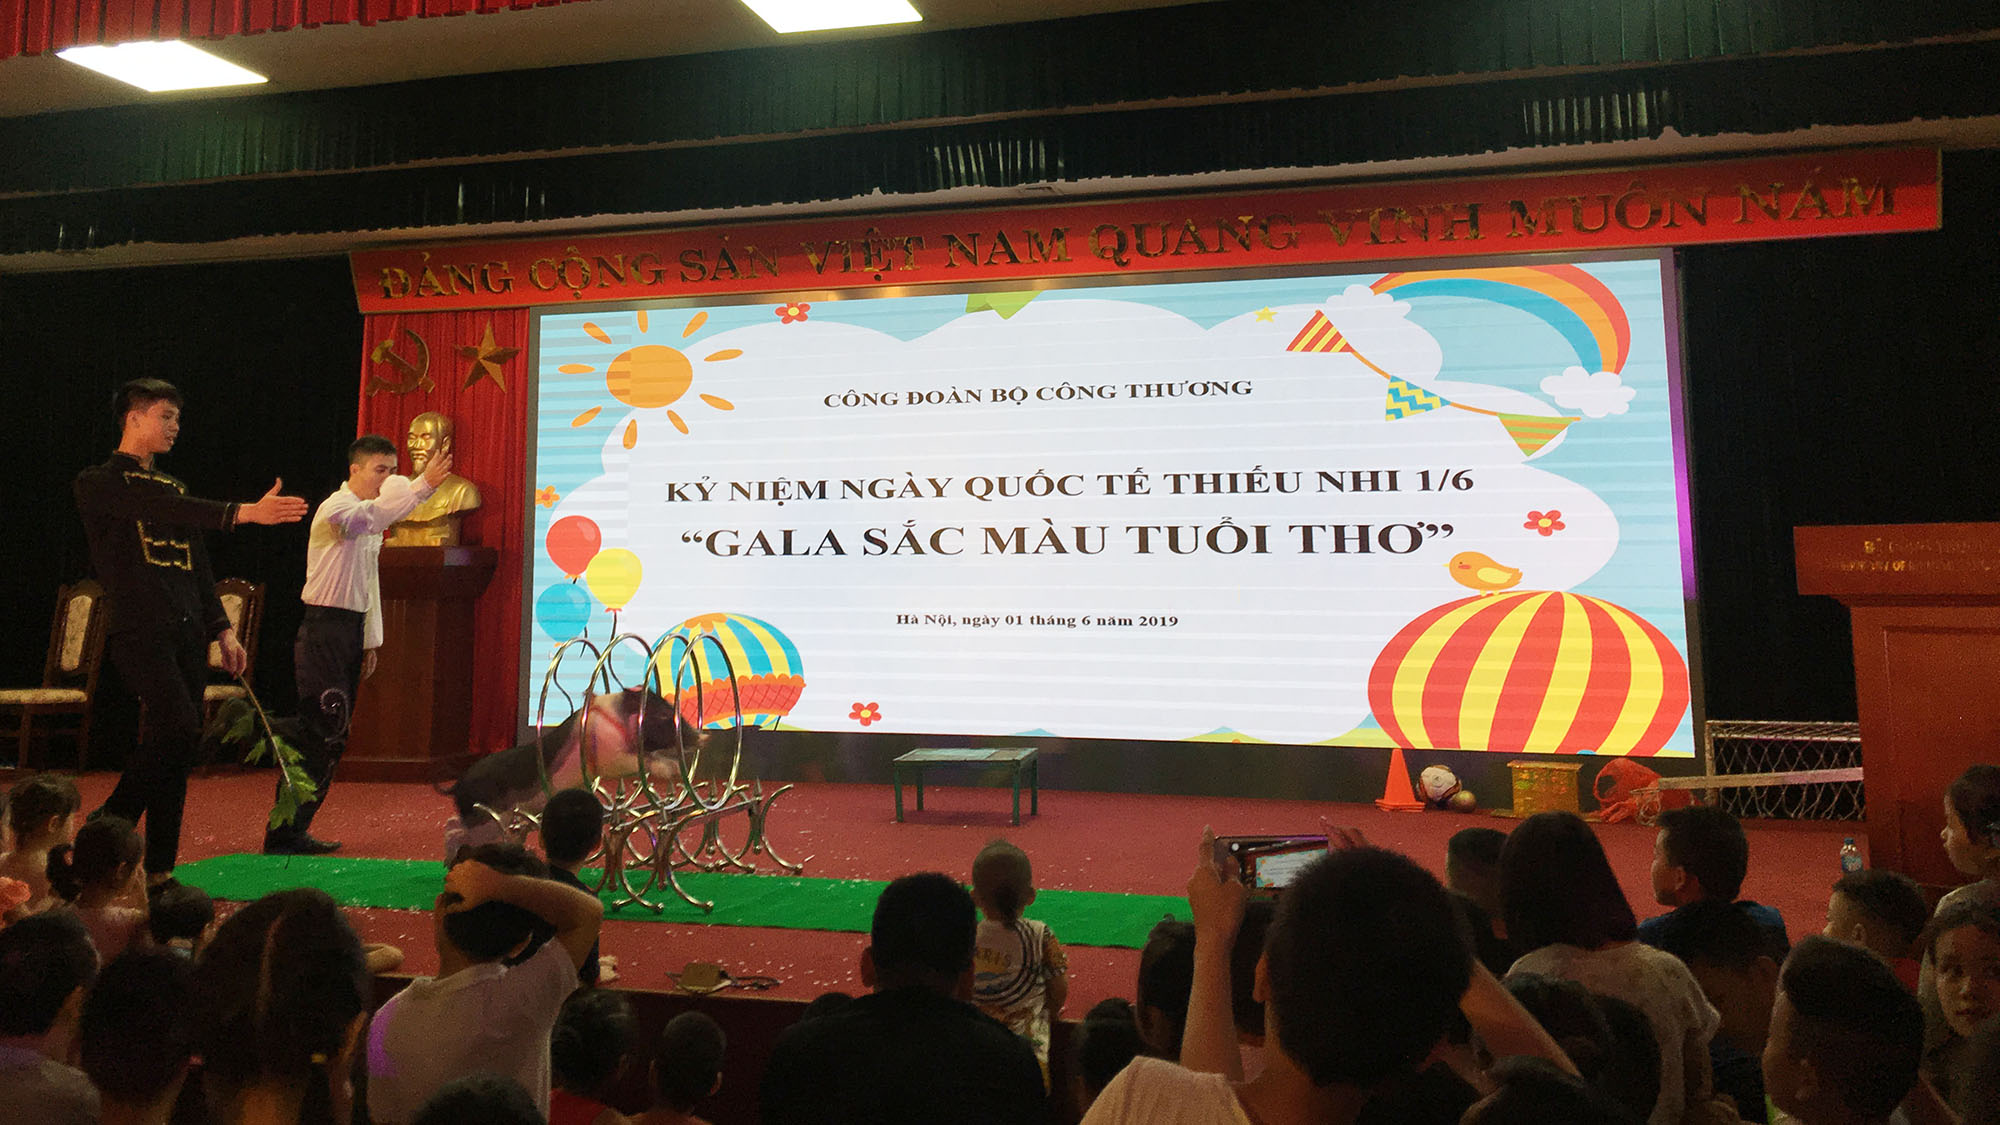 ĐẢNG CỘNG SẢN VIỆT NAM QUANG VINH MUÔN NĂM
CÔNG ĐOÀN BỘ CÔNG THƯƠNG
KỶ NIỆM NGÀY QUỐC TẾ THIẾU NHI 1/6
“GALA SẮC MÀU TUỔI THƠ”
Hà Nội, ngày 01 tháng 6 năm 2019